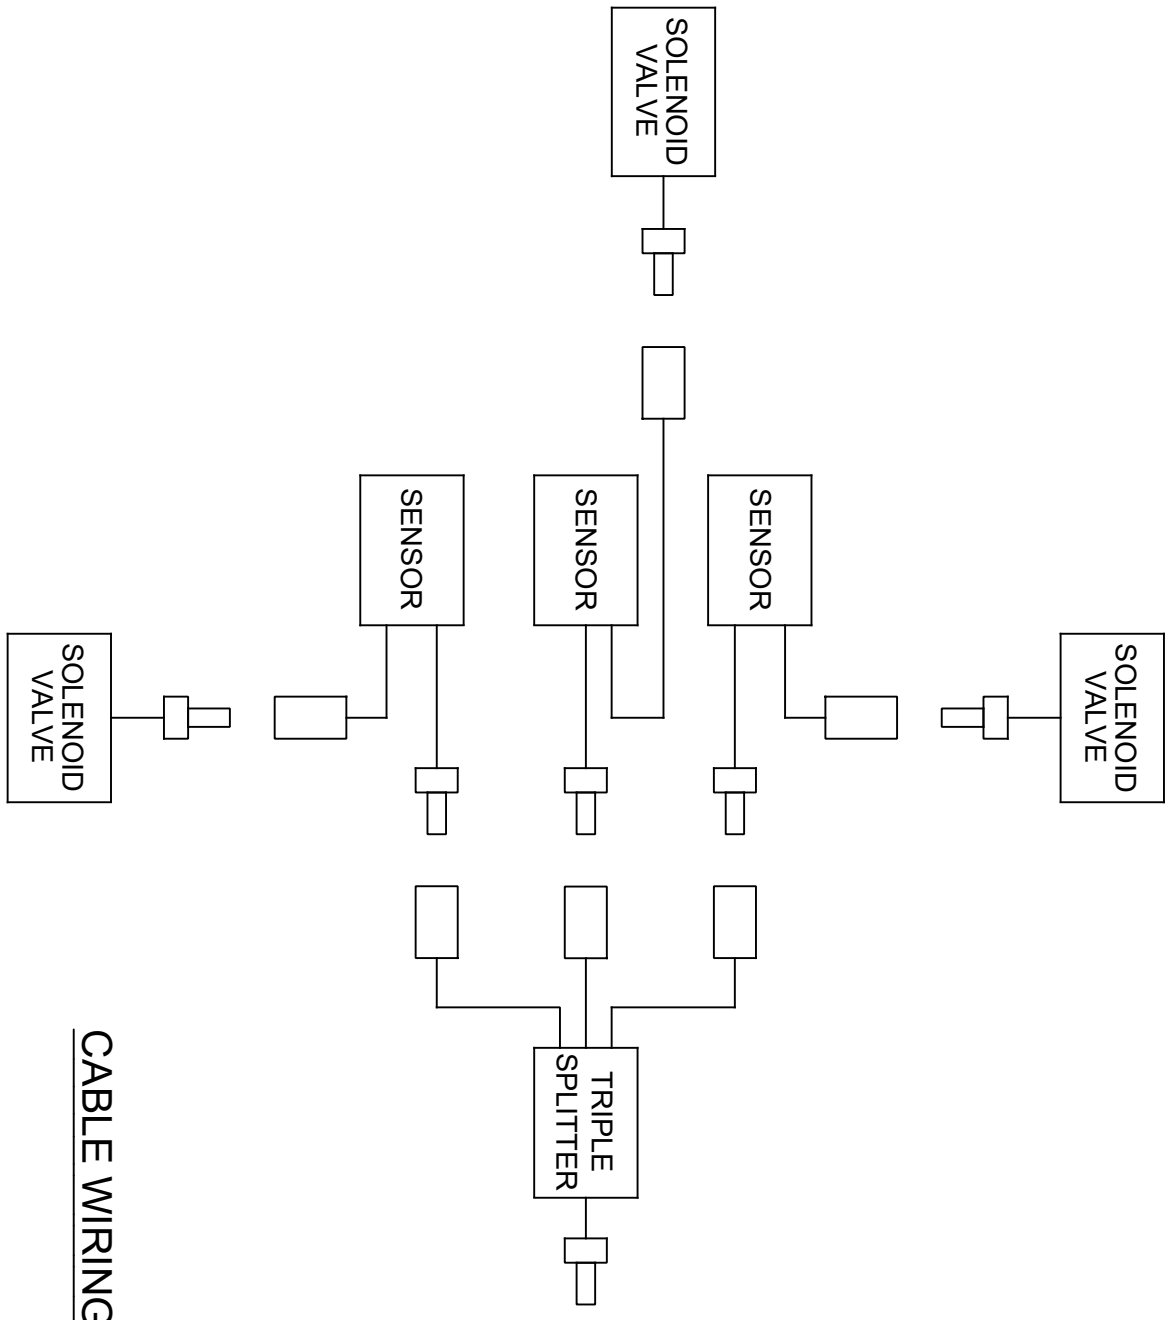 SOLENOID
VALVE
SENSOR
SOLENOID
VALVE
SENSOR
TRIPLE
SPLITTER
SENSOR
SOLENOID
VALVE
CABLE WIRING